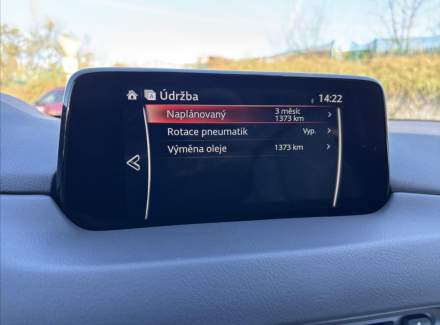 Údržba 14:22
Naplánovaný 3 měsíc
1373 km
Rotace pneumatik Vyp.
Výměna oleje 1373 km